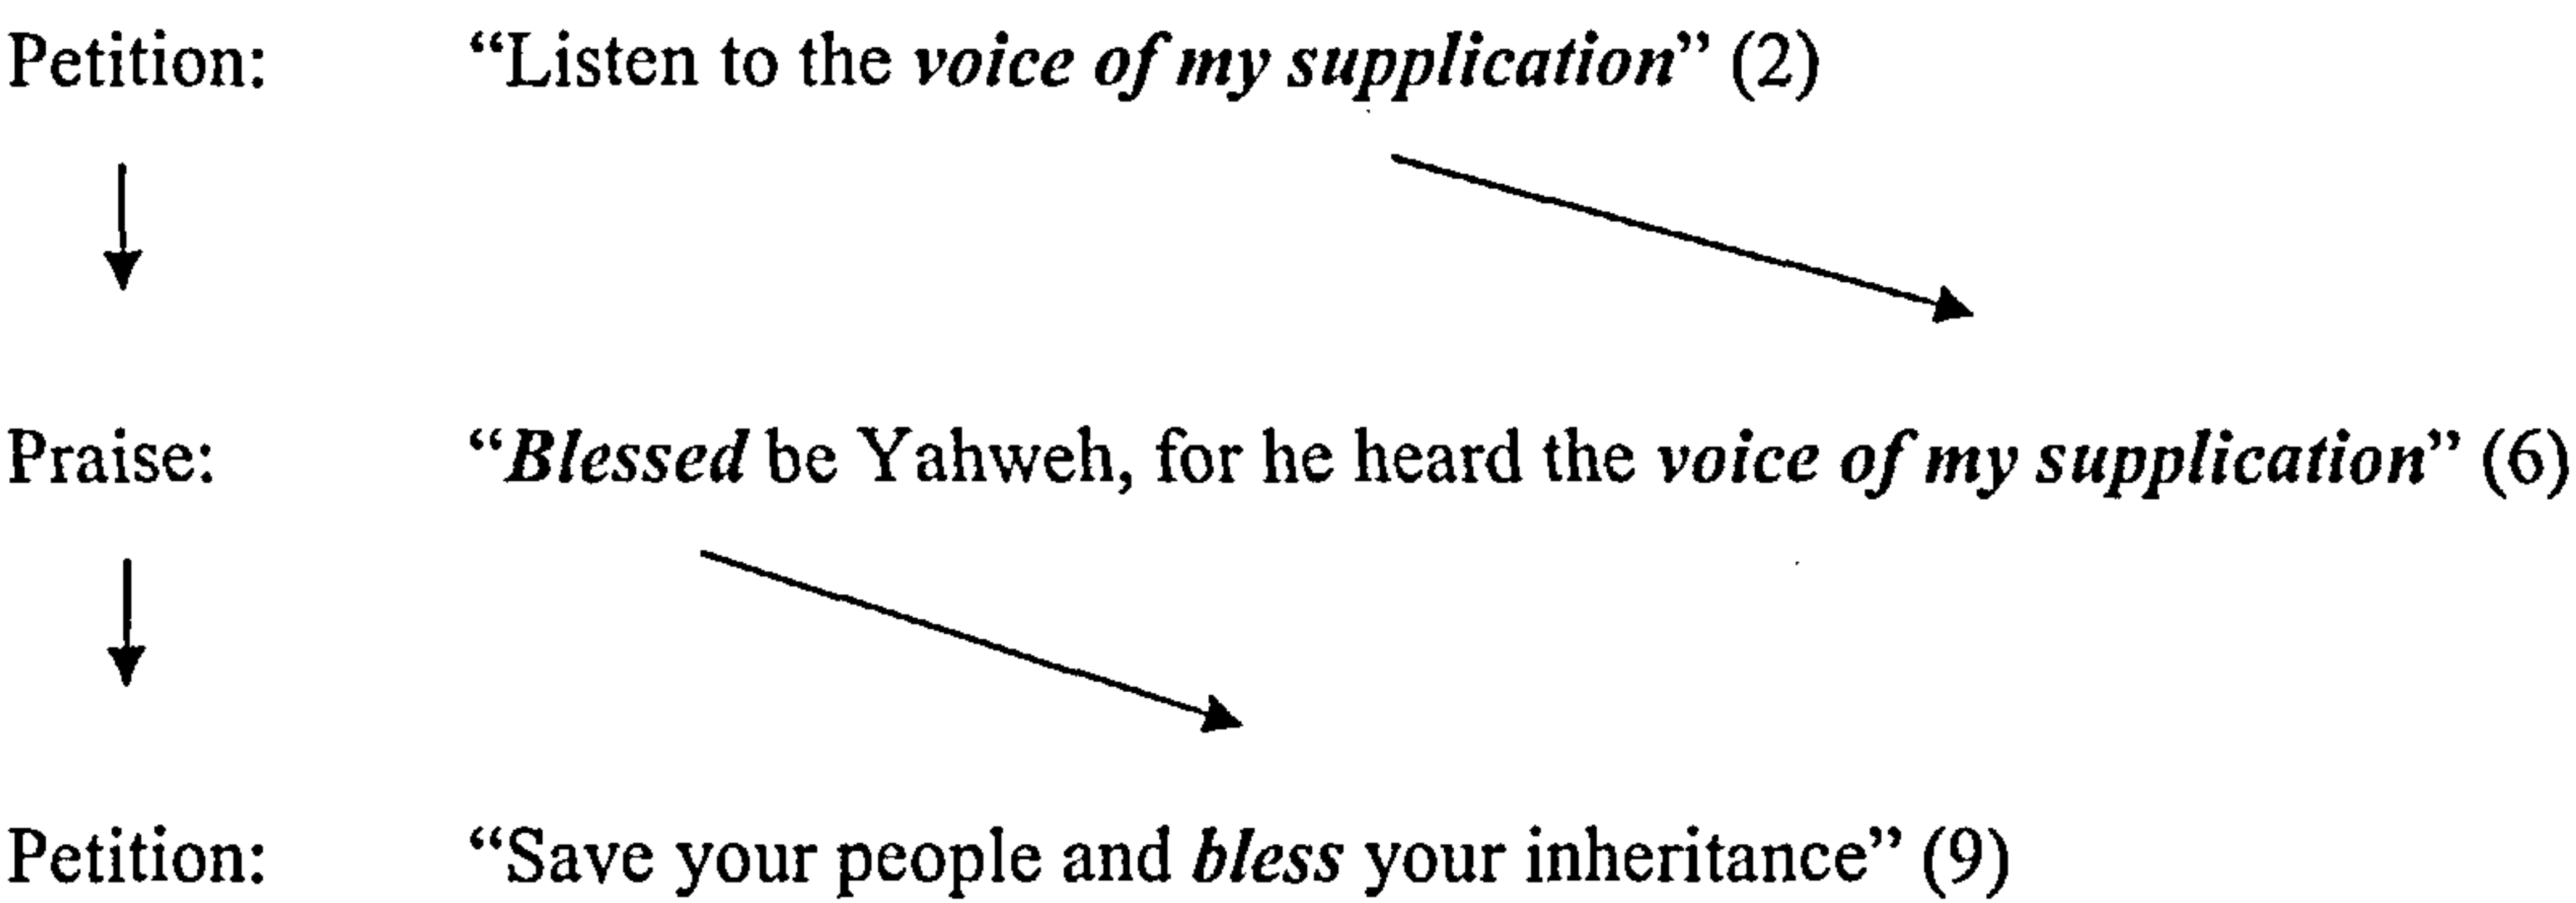 Petition: “Listen to the voice of my supplication” (2)
Praise: “Blessed be Yahweh, for he heard the voice of my supplication” (6)
Petition: “Save your people and bless your inheritance” (9)